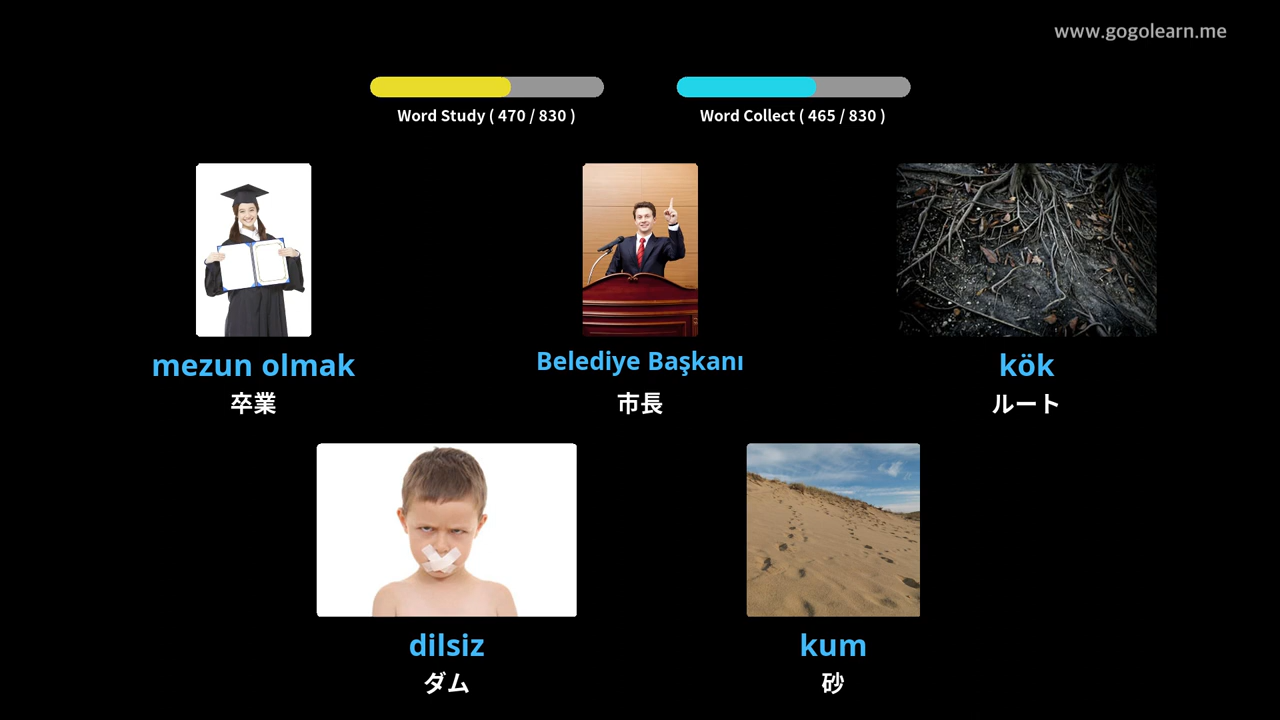 www.gogolearn.me
Word Study ( 470 / 830 )
Word Collect ( 465 / 830 )
mezun olmak
卒業
Belediye Başkanı
市長
kök
ルート
dilsiz
ダム
kum
砂